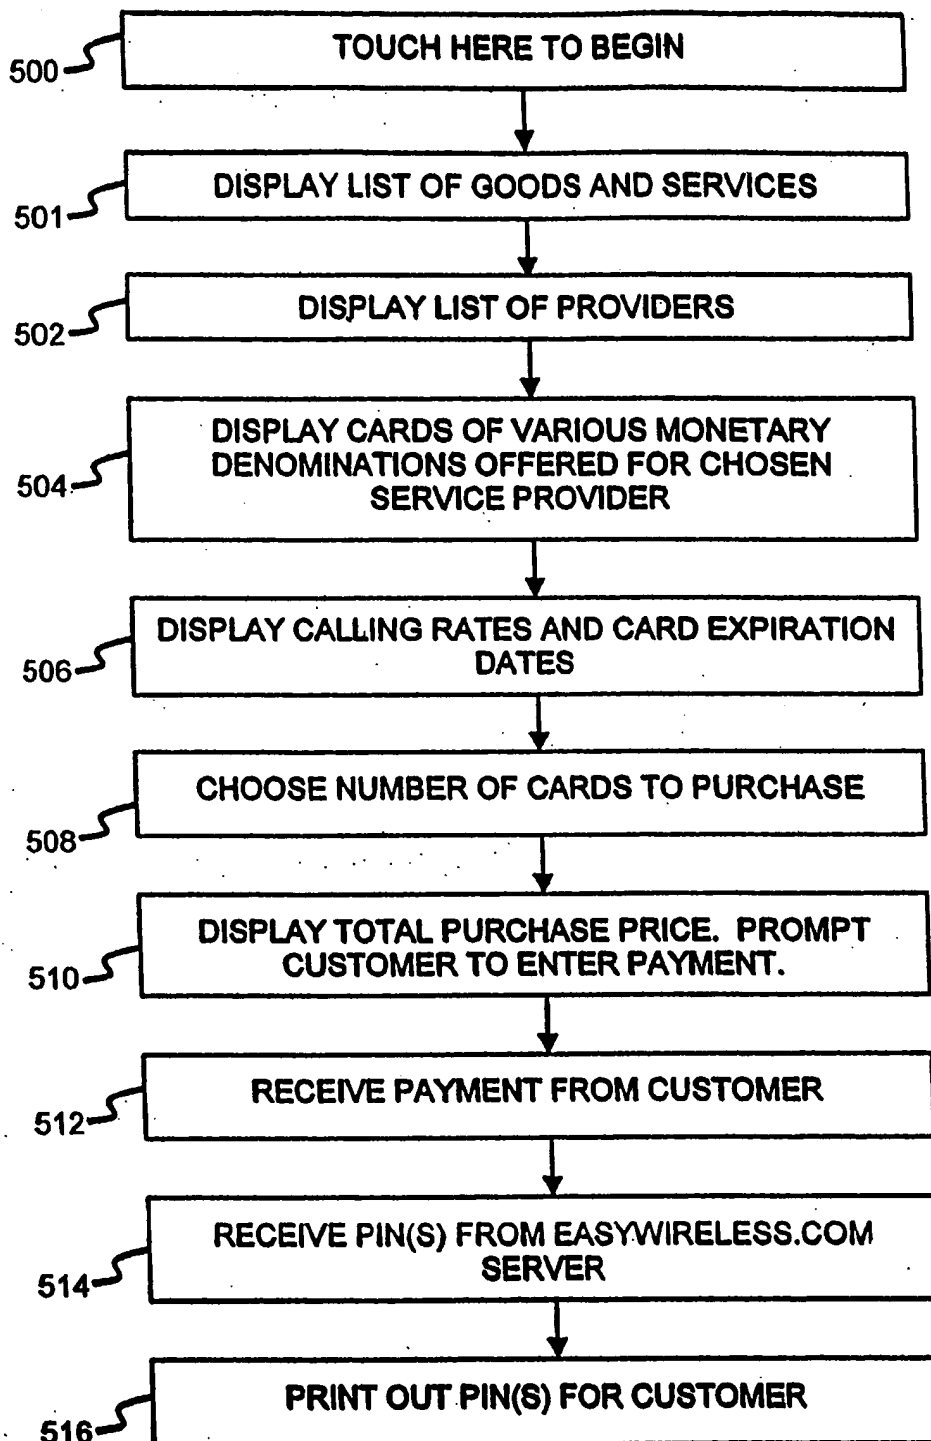 TOUCH HERE TO BEGIN
500
DISPLAY LIST OF GOODS AND SERVICES
501
DISPLAY LIST OF PROVIDERS
502
DISPLAY CARDS OF VARIOUS MONETARY
DENOMINATIONS OFFERED FOR CHOSEN
SERVICE PROVIDER
504
DISPLAY CALLING RATES AND CARD EXPIRATION
DATES
506
CHOOSE NUMBER OF CARDS TO PURCHASE
508
DISPLAY TOTAL PURCHASE PRICE. PROMPT
CUSTOMER TO ENTER PAYMENT.
510
RECEIVE PAYMENT FROM CUSTOMER
512
RECEIVE PIN(S) FROM EASYWIRELESS.COM
SERVER
514
PRINT OUT PIN(S) FOR CUSTOMER
516